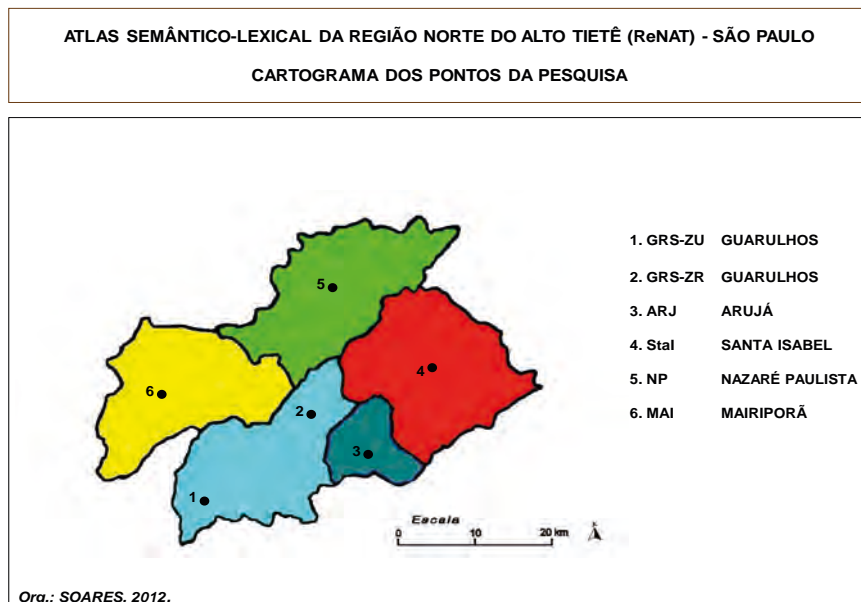 ATLAS SEMÂNTICO-LEXICAL DA REGIÃO NORTE DO ALTO TIETÊ (ReNAT) - SÃO PAULO
CARTOGRAMA DOS PONTOS DA PESQUISA
1. GRS-ZU GUARULHOS
2. GRS-ZR GUARULHOS
3. ARJ ARUJÁ
4. StaI SANTA ISABEL
5. NP NAZARÉ PAULISTA
6. MAI MAIRIPORÃ
5
4
6
2
3
1
Escala
0 10 20 km
N
Org.: SOARES, 2012.